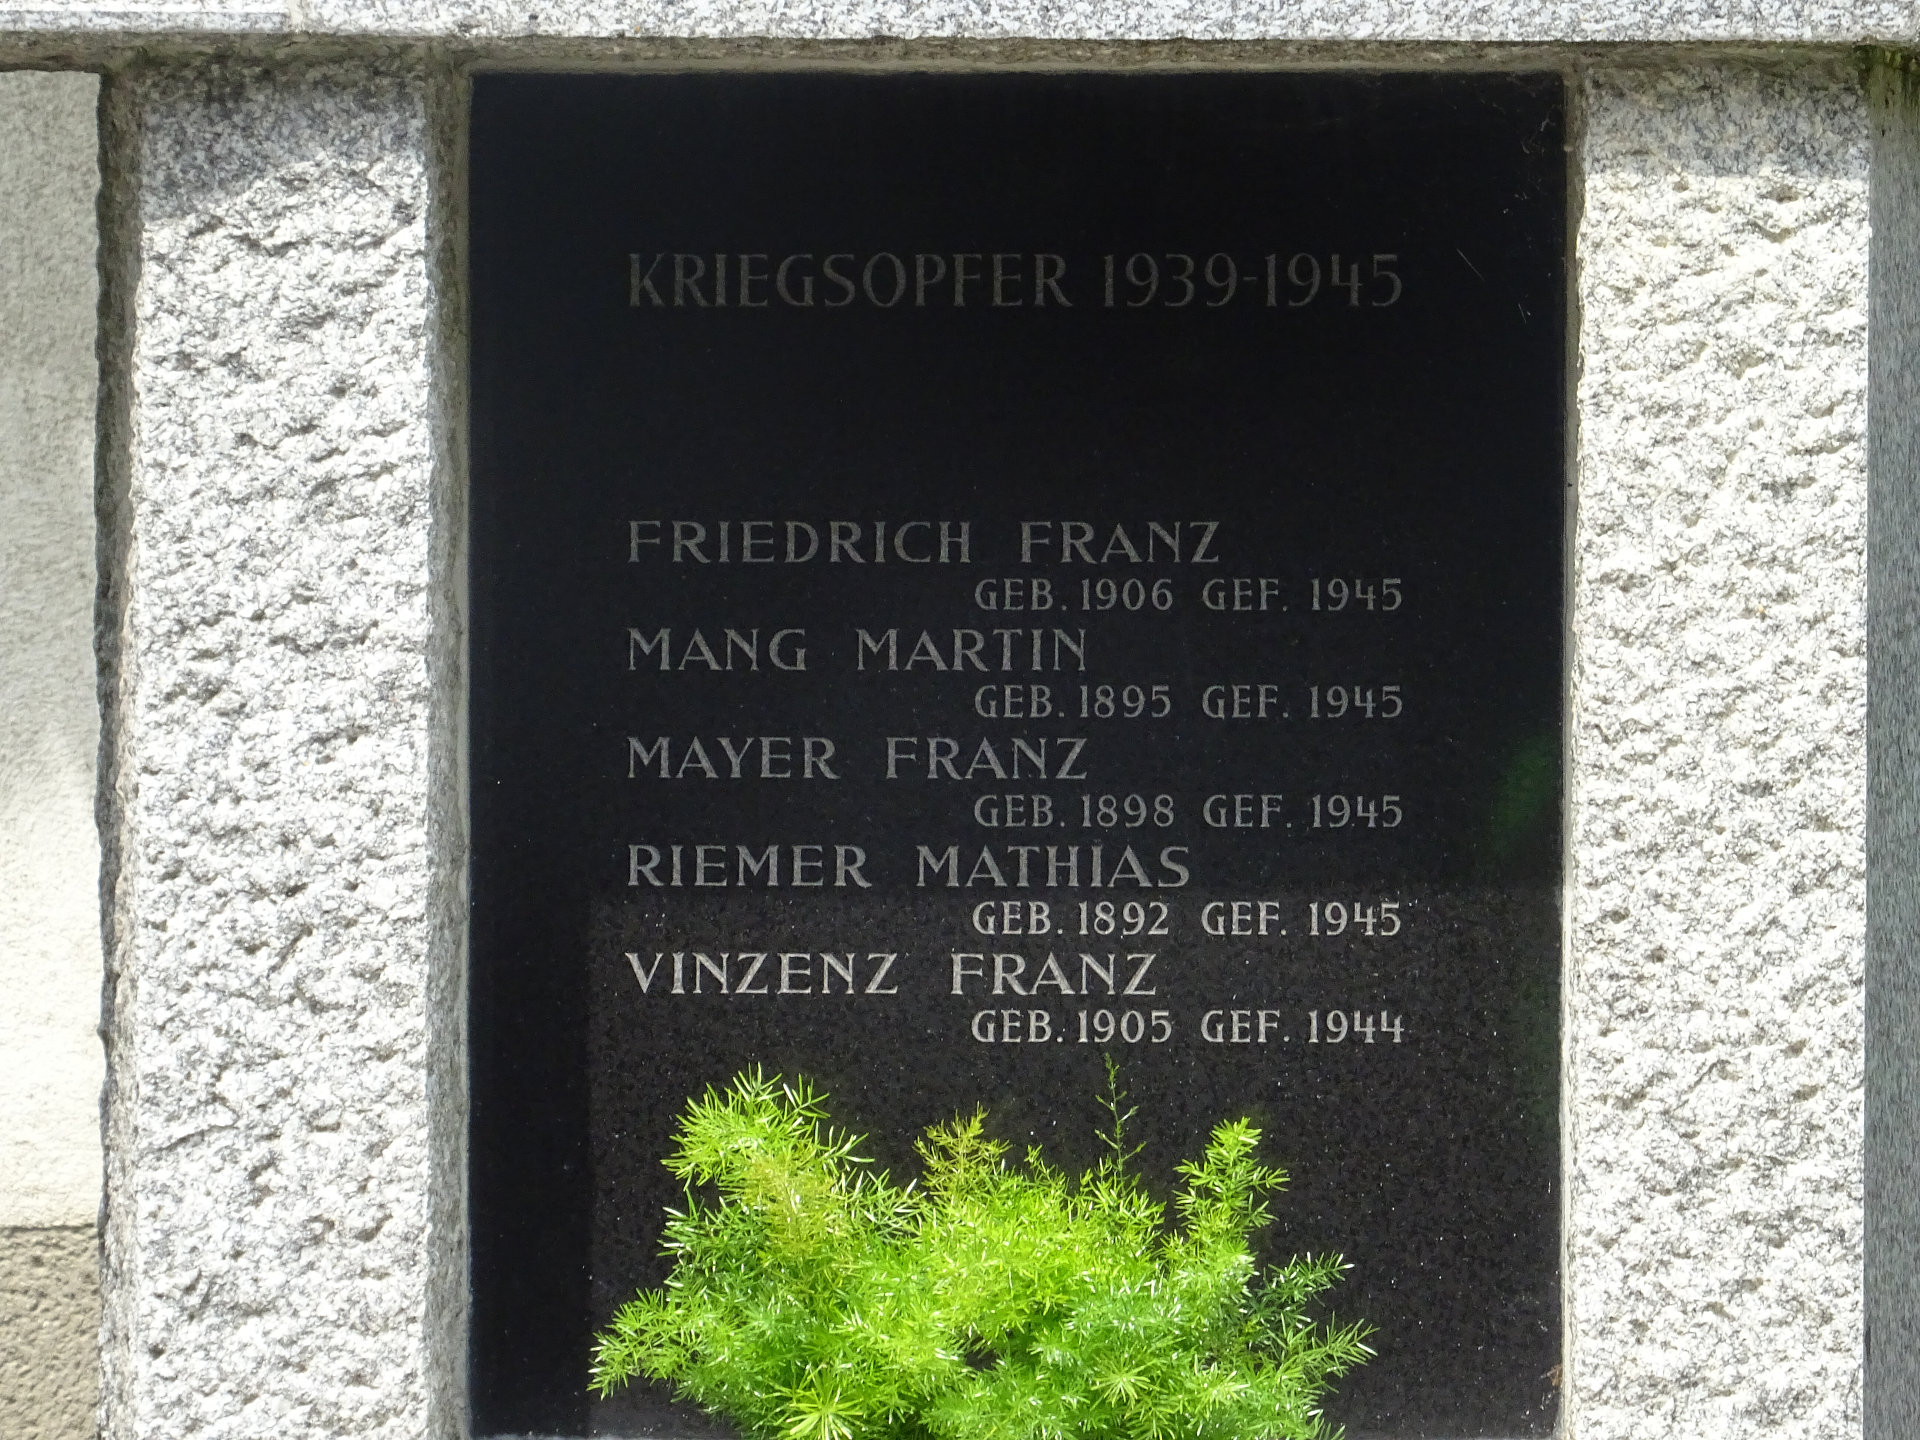 KRIEGSOPFER 1939-1945
FRIEDRICH FRANZ
GEB. 1906 GEF. 1945
MANG MARTIN
GEB. 1895 GEF. 1945
MAYER FRANZ
GEB. 1898 GEF. 1945
RIEMER MATHIAS
GEB. 1892 GEF. 1945
VINZENZ FRANZ
GEB. 1905 GEF. 1944